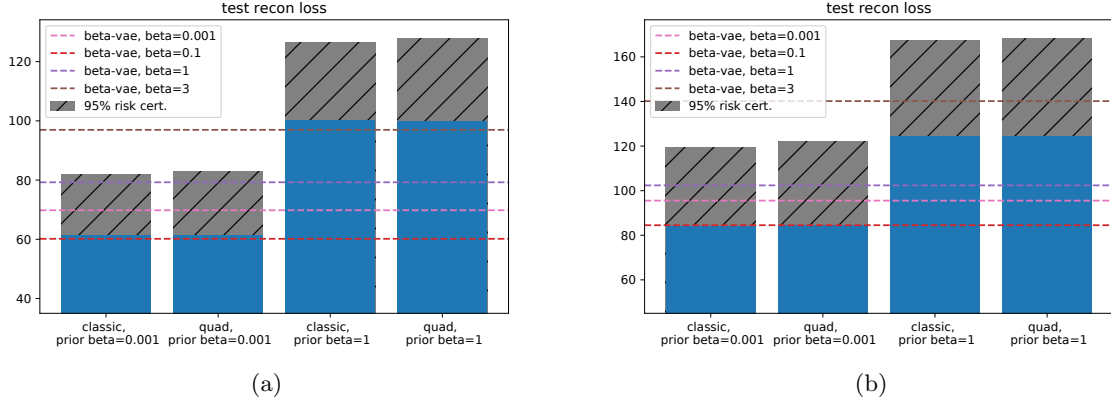 test recon loss
beta-vae, beta=0.001
beta-vae, beta=0.1
beta-vae, beta=1
beta-vae, beta=3
95% risk cert.
120
100
80
60
40
classic,
prior beta=0.001
quad,
prior beta=0.001
classic,
prior beta=1
quad,
prior beta=1
(a)
test recon loss
beta-vae, beta=0.001
beta-vae, beta=0.1
beta-vae, beta=1
beta-vae, beta=3
95% risk cert.
160
140
120
100
80
60
classic,
prior beta=0.001
quad,
prior beta=0.001
classic,
prior beta=1
quad,
prior beta=1
(b)